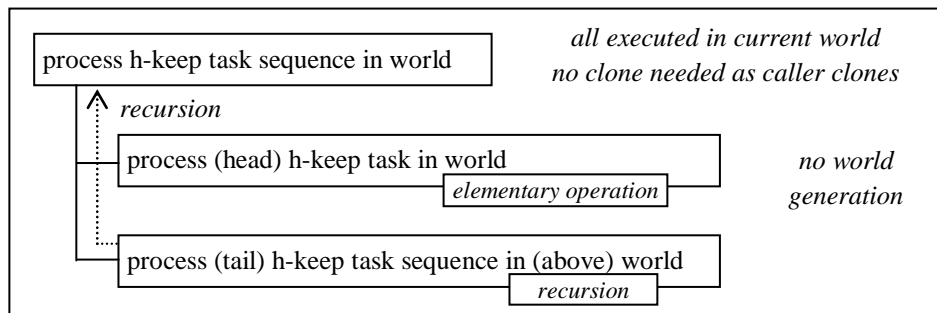 process h-keep task sequence in world
all executed in current world
no clone needed as caller clones
recursion
process (head) h-keep task in world
elementary operation
no world
generation
process (tail) h-keep task sequence in (above) world
recursion